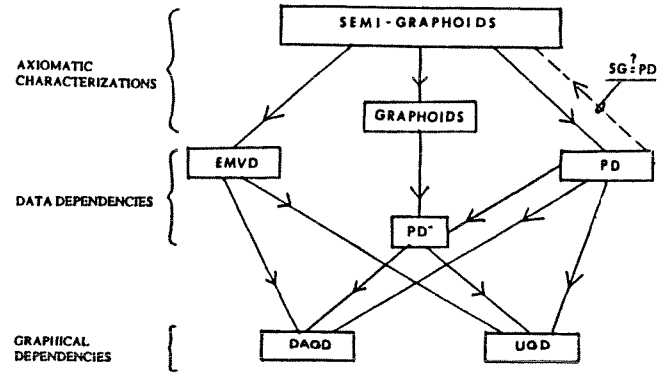 SEMI-GRAPHOIDS
AXIOMATIC
CHARACTERIZATIONS
SG=?PD
GRAPHOIDS
EMVD
PD
DATA DEPENDENCIES
PD-
GRAPHICAL
DEPENDENCIES
DAGD
UGD